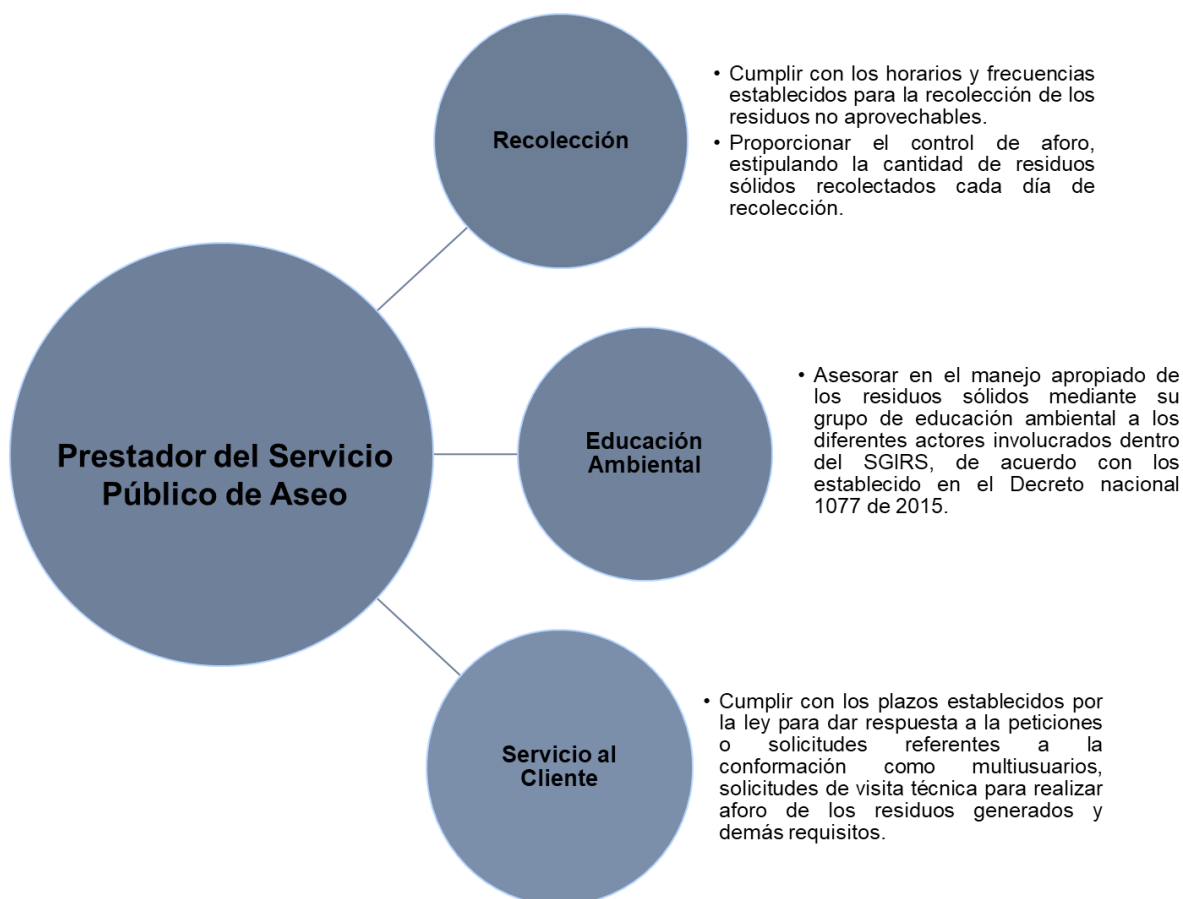 Recolección
• Cumplir con los horarios y frecuencias
establecidos para la recolección de los
residuos no aprovechables.
• Proporcionar el control de aforo,
estipulando la cantidad de residuos
sólidos recolectados cada día de
recolección.
Prestador del Servicio
Público de Aseo
Educación
Ambiental
• Asesorar en el manejo apropiado de
los residuos sólidos mediante su
grupo de educación ambiental a los
diferentes actores involucrados dentro
del SGIRS, de acuerdo con los
establecido en el Decreto nacional
1077 de 2015.
Servicio al
Cliente
• Cumplir con los plazos establecidos por
la ley para dar respuesta a la peticiones
o solicitudes referentes a la
conformación como multiusuarios,
solicitudes de visita técnica para realizar
aforo de los residuos generados y
demás requisitos.